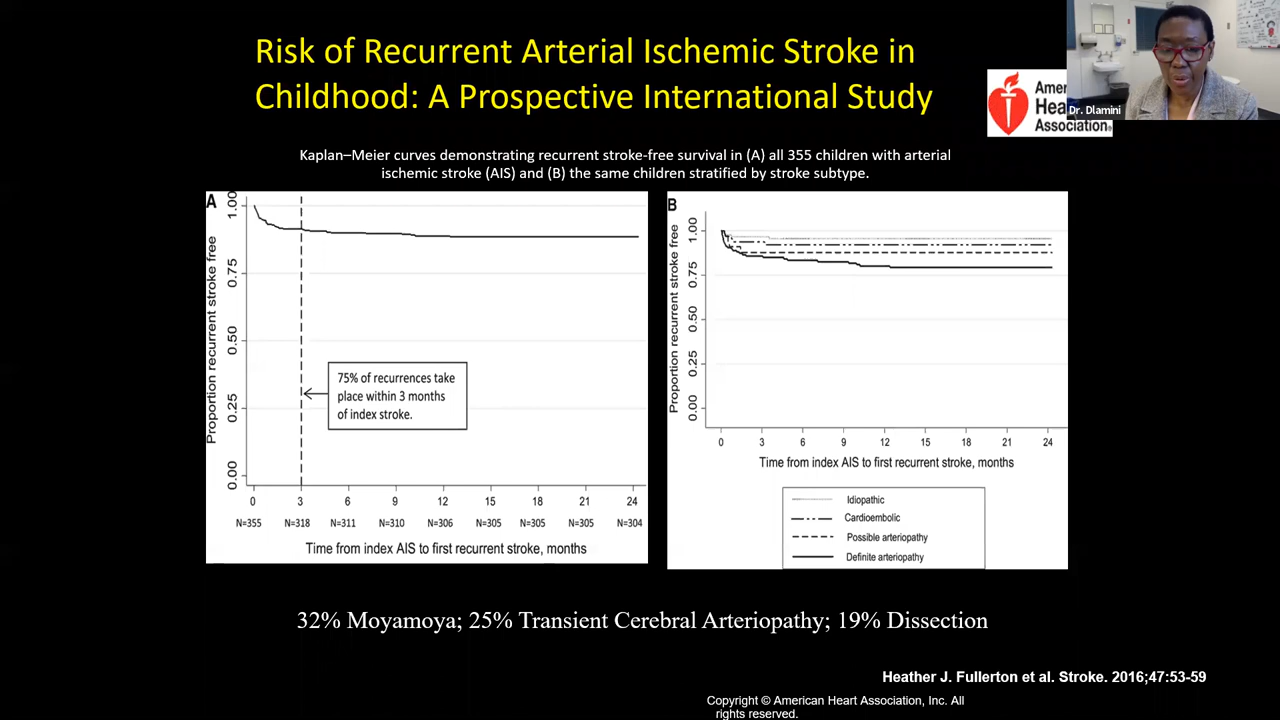 Risk of Recurrent Arterial Ischemic Stroke in
Childhood: A Prospective International Study
Heart
Association®
Dr. Dlamini
Kaplan–Meier curves demonstrating recurrent stroke-free survival in (A) all 355 children with arterial
ischemic stroke (AIS) and (B) the same children stratified by stroke subtype.
A
Proportion recurrent stroke free
1.00
0.75
0.50
0.25
0.00
75% of recurrences take
place within 3 months
of index stroke.
0 3 6 9 12 15 18 21 24
N=355 N=318 N=311 N=310 N=306 N=305 N=305 N=305 N=304
Time from index AIS to first recurrent stroke, months
B
Proportion recurrent stroke free
1.00
0.75
0.50
0.25
0.00
0 3 6 9 12 15 18 21 24
Time from index AIS to first recurrent stroke, months
Idiopathic
Cardioembolic
Possible arteriopathy
Definite arteriopathy
32% Moyamoya; 25% Transient Cerebral Arteriopathy; 19% Dissection
Heather J. Fullerton et al. Stroke. 2016;47:53-59
Copyright © American Heart Association, Inc. All
rights reserved.